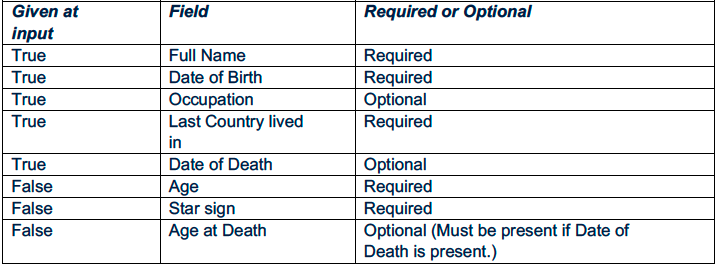 Given at input Field Required or Optional
True Full Name Required
True Date of Birth Required
True Occupation Optional
True Last Country lived in Required
True Date of Death Optional
False Age Required
False Star sign Required
False Age at Death Optional (Must be present if Date of Death is present.)